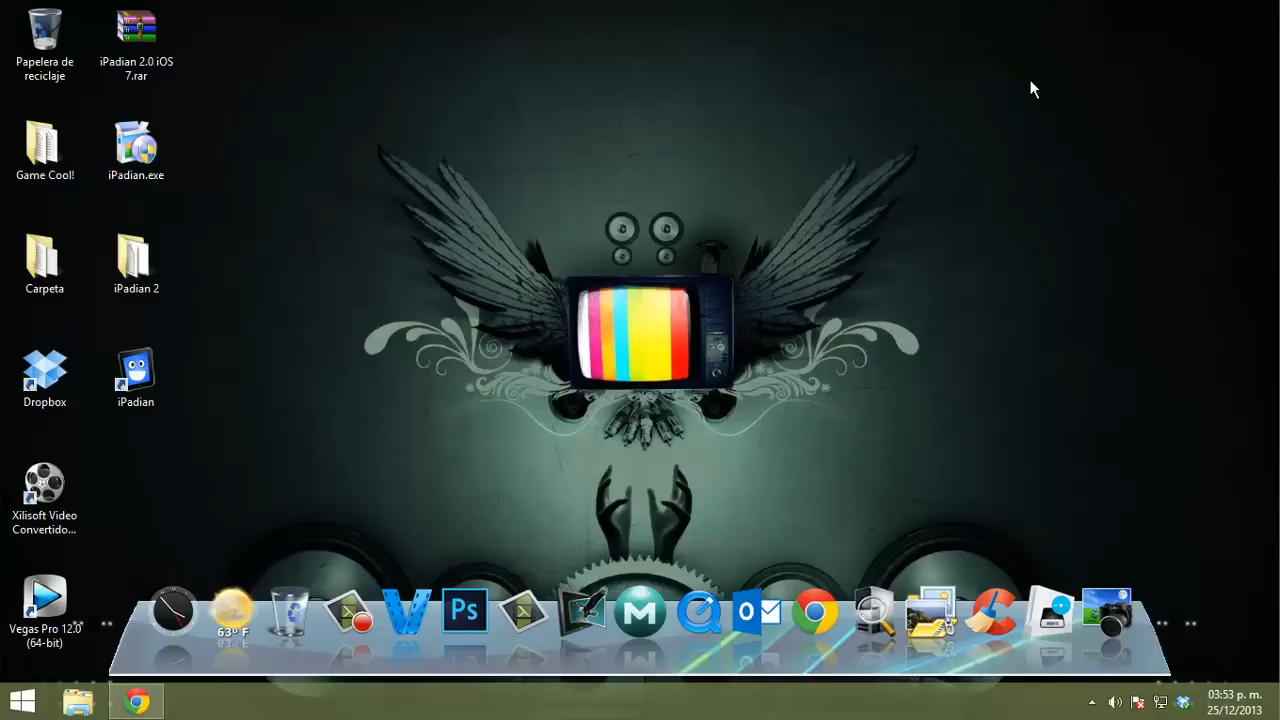 Papelera de
reciclaje
iPadian 2.0 iOS
7.rar
Game Cool!
iPadian.exe
Carpeta
iPadian 2
Dropbox
iPadian
Xilisoft Video
Convertido...
Vegas Pro 12.0
(64-bit)
63º F
Ps
M
O
03:53 p. m.
25/12/2013